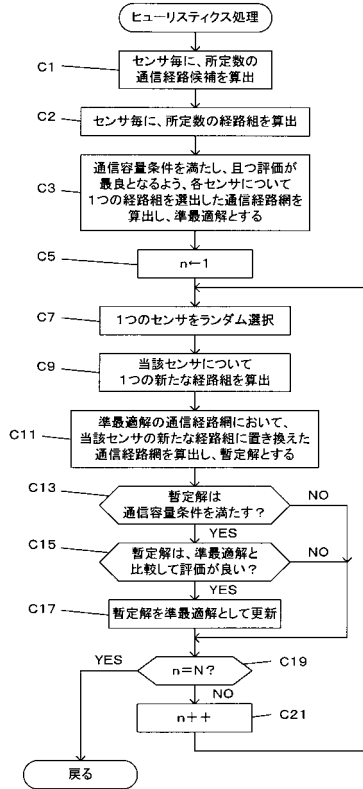 ヒューリスティクス処理
C1
センサ毎に、所定数の
通信経路候補を算出
C2
センサ毎に、所定数の経路組を算出
C3
通信容量条件を満たし、且つ評価が
最良となるよう、各センサについて
1つの経路組を選出した通信経路網を
算出し、準最適解とする
C5
n←1
C7
1つのセンサをランダム選択
C9
当該センサについて
1つの新たな経路組を算出
C11
準最適解の通信経路網において、
当該センサの新たな経路組に置き換えた
通信経路網を算出し、暫定解とする
C13
暫定解は
通信容量条件を満たす?
NO
YES
C15
暫定解は、準最適解と
比較して評価が良い?
NO
YES
C17
暫定解を準最適解として更新
YES
n=N?
C19
NO
n++
C21
戻る